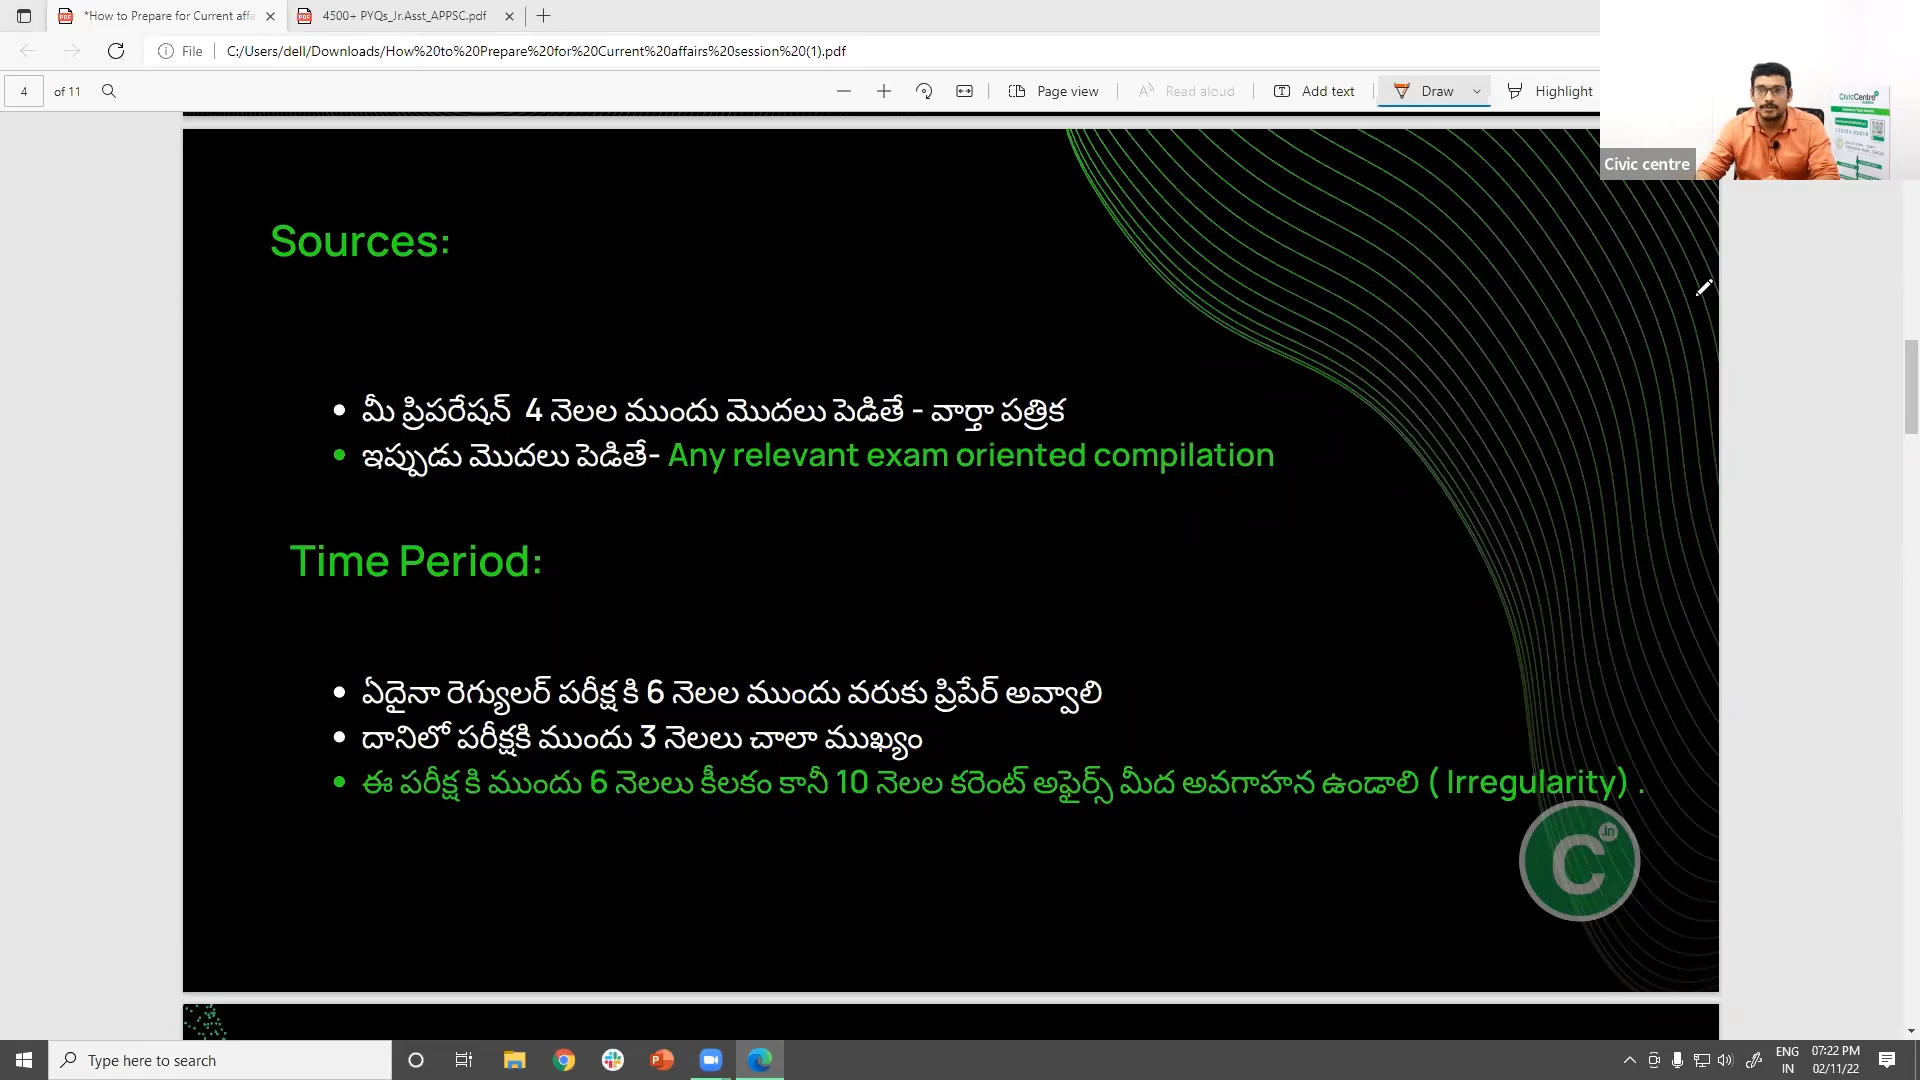 *How to Prepare for Current affa
4500+ PYQs_Jr.Asst_APPSC.pdf
File
C:/Users/dell/Downloads/How%20to%20Prepare%20for%20Current%20affairs%20session%20(1).pdf
4 of 11
Page view
Read aloud
Add text
Draw
Highlight
CivicCentre
Civic centre
Sources:
• మీ ప్రిపరేషన్ 4 నెలల ముందు మొదలు పెడితే - వార్తా పత్రిక
• ఇప్పుడు మొదలు పెడితే- Any relevant exam oriented compilation
Time Period:
• ఏదైనా రెగ్యులర్ పరీక్ష కి 6 నెలల ముందు వరుకు ప్రిపేర్ అవ్వాలి
• దానిలో పరీక్షకి ముందు 3 నెలలు చాలా ముఖ్యం
• ఈ పరీక్ష కి ముందు 6 నెలలు కీలకం కానీ 10 నెలల కరెంట్ అఫైర్స్ మీద అవగాహన ఉండాలి ( Irregularity) .
C .in
Type here to search
ENG
IN
07:22 PM
02/11/22